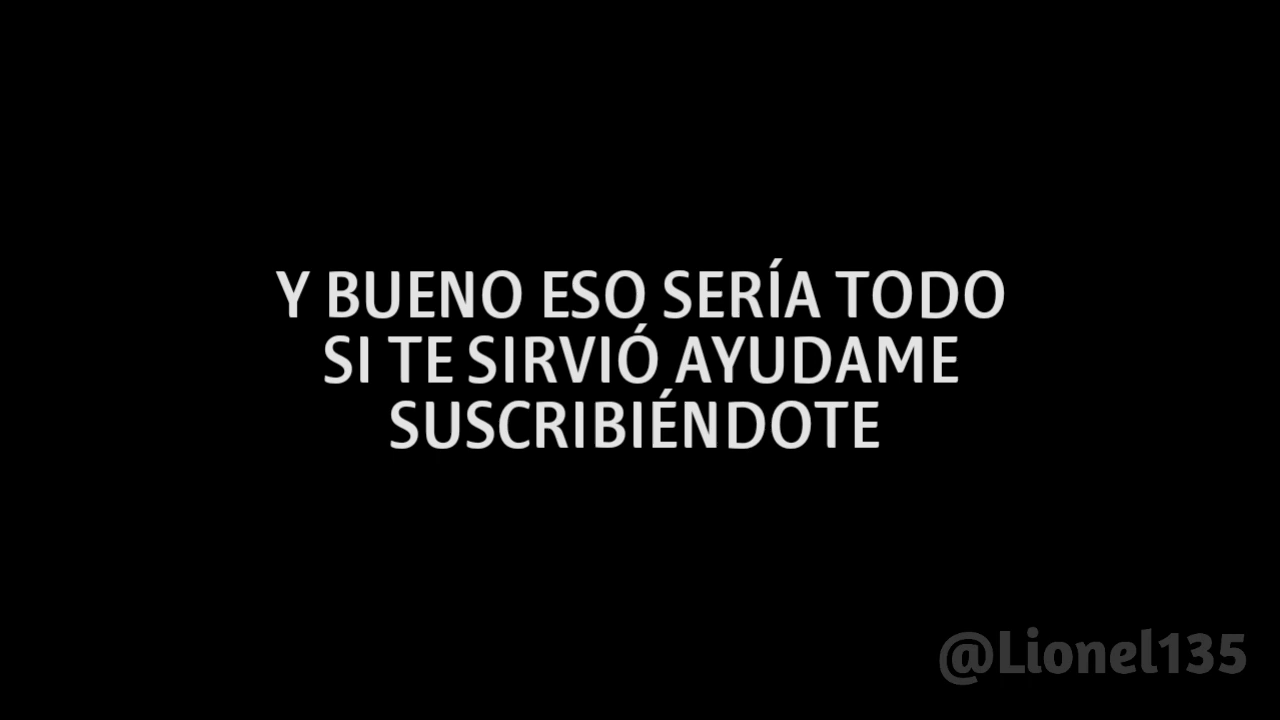 Y BUENO ESO SERÍA TODO
SI TE SIRVIÓ AYUDAME
SUSCRIBIÉNDOTE
@Lionel135